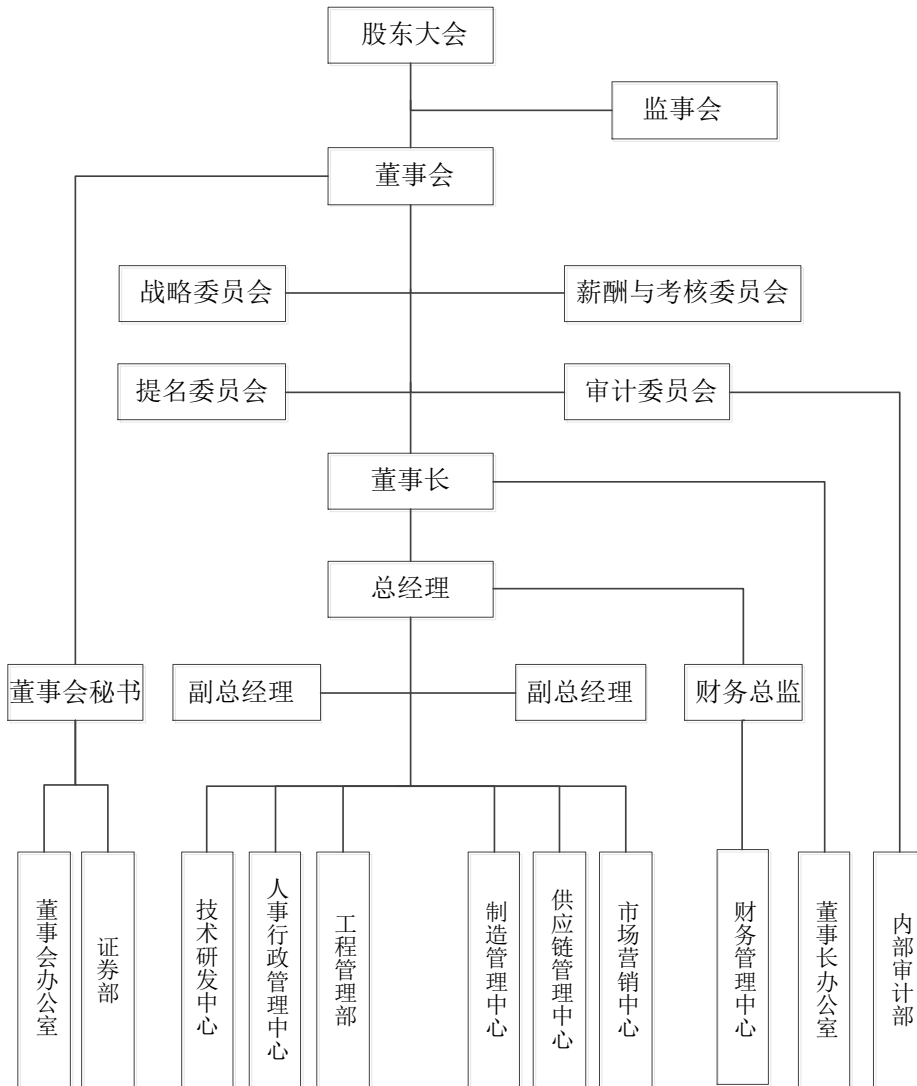 股东大会
监事会
董事会
战略委员会
薪酬与考核委员会
提名委员会
审计委员会
董事长
总经理
董事会秘书
副总经理
副总经理
财务总监
董事会办公室
证券部
技术研发中心
人事行政管理中心
工程管理部
制造管理中心
供应链管理中心
市场营销中心
财务管理中心
董事长办公室
内部审计部